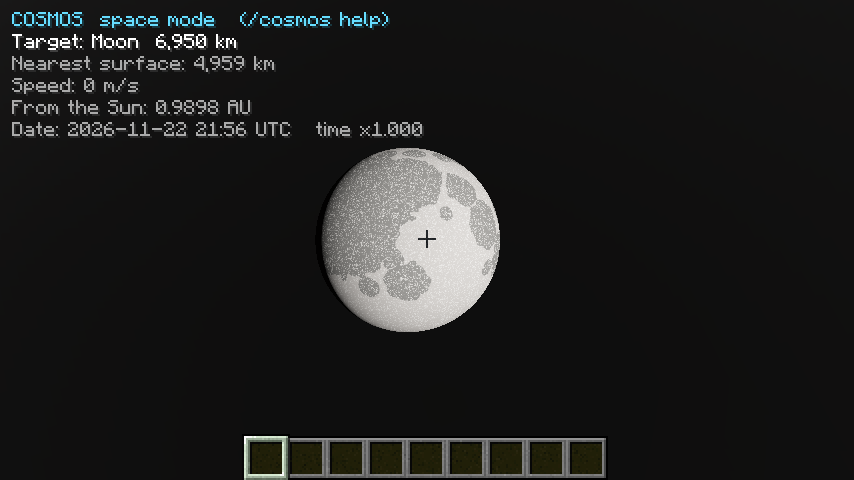 COSMOS space mode (/cosmos help)
Target: Moon 6,950 km
Nearest surface: 4,959 km
Speed: 0 m/s
From the Sun: 0.9898 AU
Date: 2026-11-22 21:56 UTC time x1.000